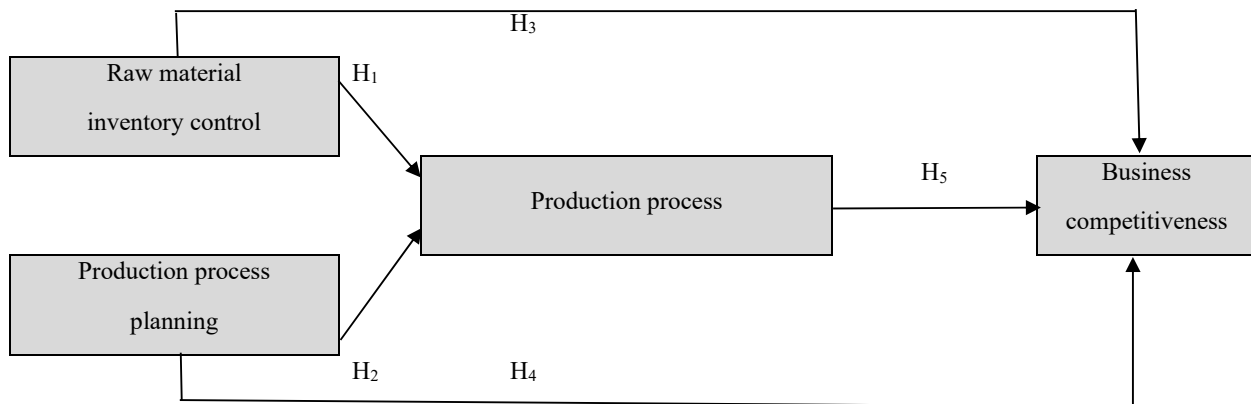 H₃
Raw material
inventory control
H₁
Production process
H₅
Business
competitiveness
Production process
planning
H₂
H₄